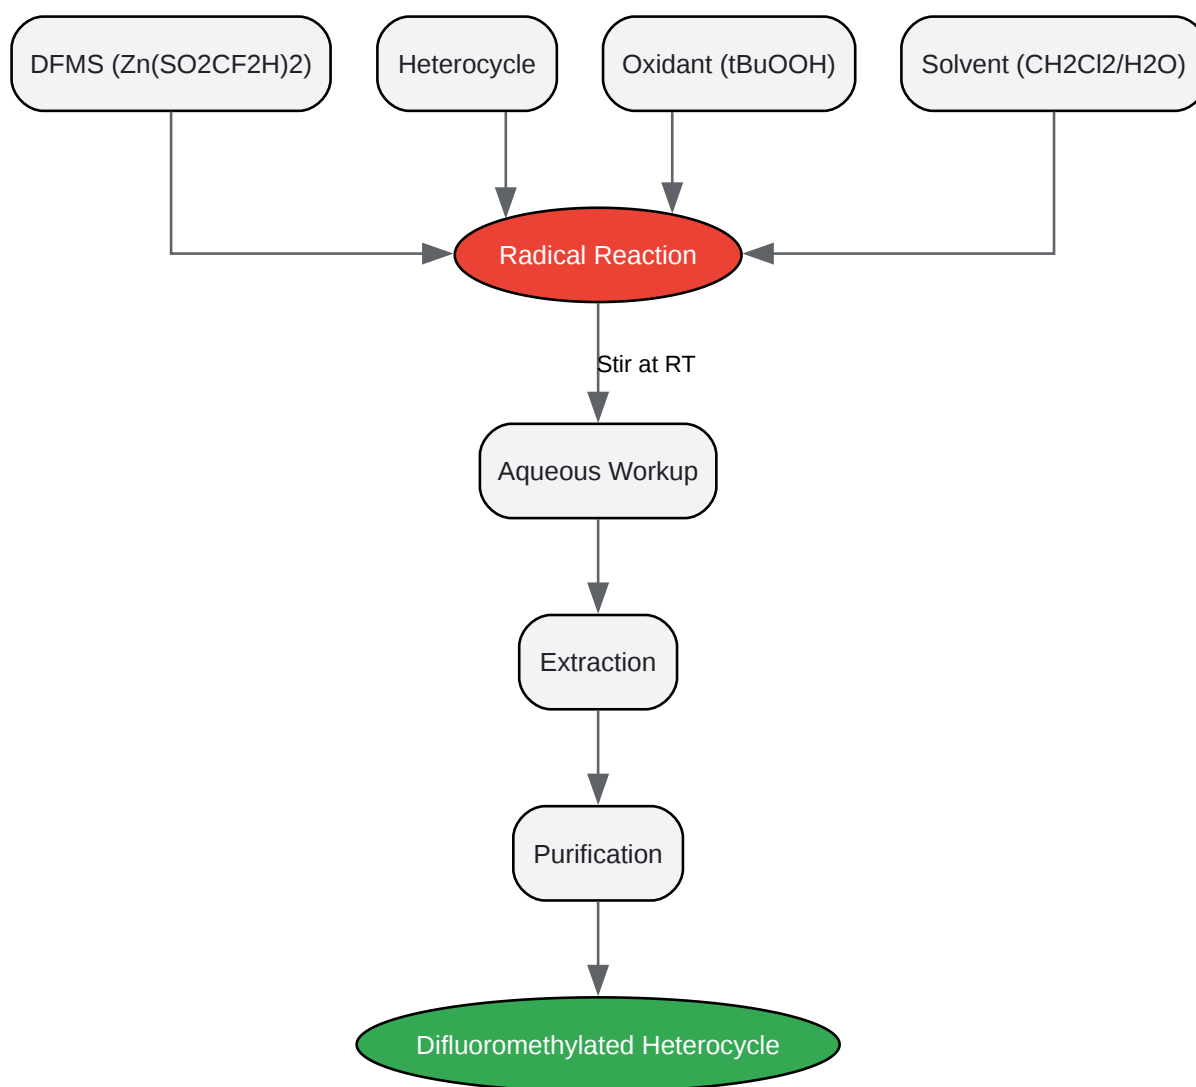 DFMS (Zn(SO2CF2H)2)
Heterocycle
Oxidant (tBuOOH)
Solvent (CH2Cl2/H2O)
Radical Reaction
Stir at RT
Aqueous Workup
Extraction
Purification
Difluoromethylated Heterocycle